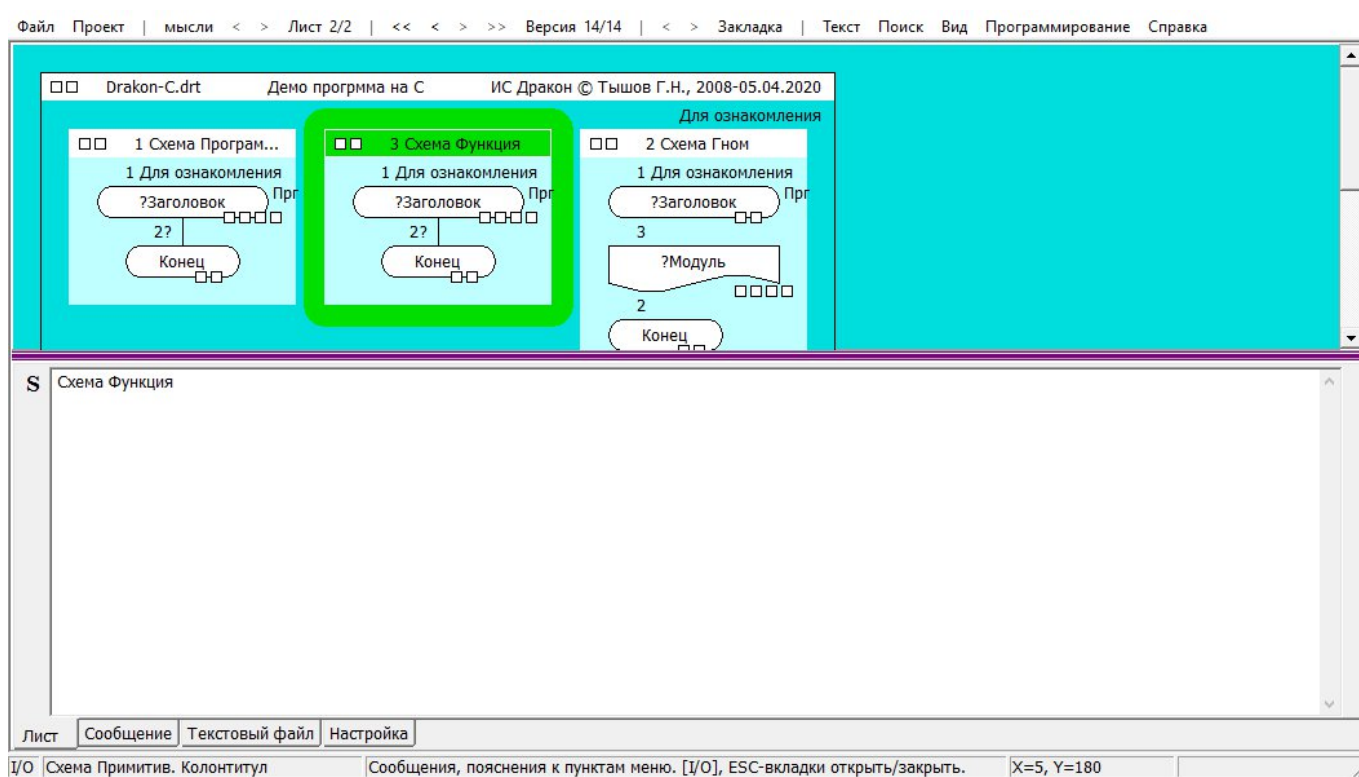 Файл Проект | мысли < > Лист 2/2 | << < > >> Версия 14/14 | < > Закладка | Текст Поиск Вид Программирование Справка
Drakon-C.drt Демо прогрмма на С ИС Дракон © Тышов Г.Н., 2008-05.04.2020
Для ознакомления
1 Схема Програм...
1 Для ознакомления
?Заголовок
Прг
2?
Конец
3 Схема Функция
1 Для ознакомления
?Заголовок
Прг
2?
Конец
2 Схема Гном
1 Для ознакомления
?Заголовок
Прг
3
?Модуль
2
Конец
S Схема Функция
Лист Сообщение Текстовый файл Настройка
I/O Схема Примитив. Колонтитул Сообщения, пояснения к пунктам меню. [I/O], ESC-вкладки открыть/закрыть. X=5, Y=180